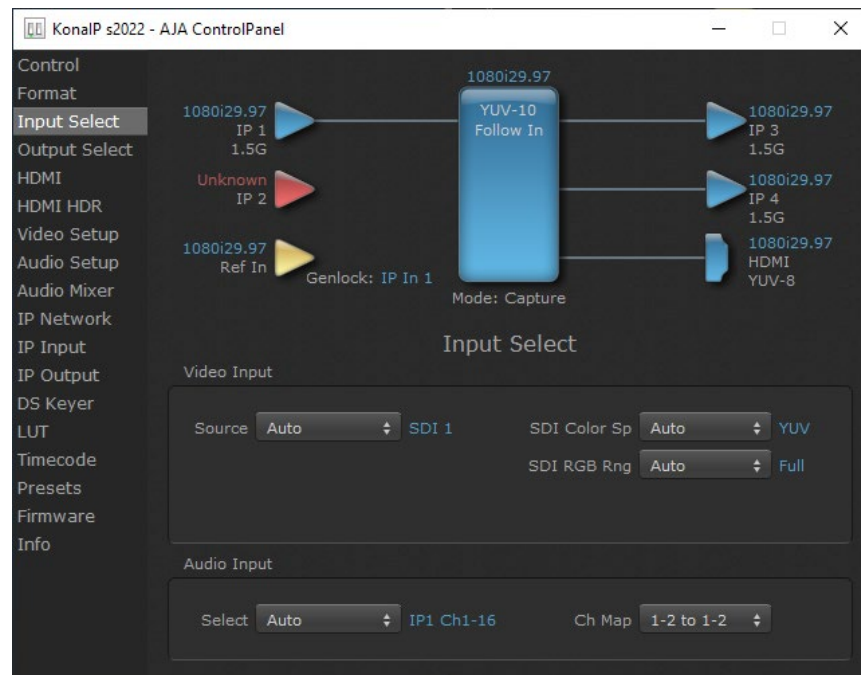 KonaIP s2022 - AJA ControlPanel
Control
Format
Input Select
Output Select
HDMI
HDMI HDR
Video Setup
Audio Setup
Audio Mixer
IP Network
IP Input
IP Output
DS Keyer
LUT
Timecode
Presets
Firmware
Info
1080i29.97
1080i29.97
IP 1
1.5G
YUV-10
Follow In
1080i29.97
IP 3
1.5G
Unknown
IP 2
1080i29.97
IP 4
1.5G
1080i29.97
Ref In
Genlock: IP In 1
1080i29.97
HDMI
YUV-8
Mode: Capture
Input Select
Video Input
Source Auto SDI 1 SDI Color Sp Auto YUV
SDI RGB Rng Auto Full
Audio Input
Select Auto IP1 Ch1-16 Ch Map 1-2 to 1-2